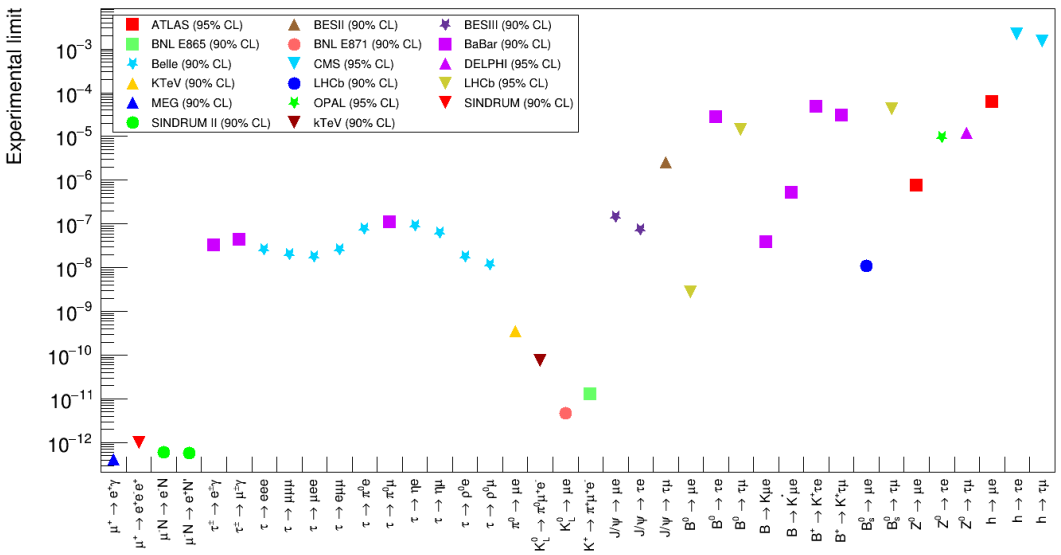 Experimental limit
10⁻³
10⁻⁴
10⁻⁵
10⁻⁶
10⁻⁷
10⁻⁸
10⁻⁹
10⁻¹⁰
10⁻¹¹
10⁻¹²
ATLAS (95% CL)
BESII (90% CL)
BESIII (90% CL)
BNL E865 (90% CL)
BNL E871 (90% CL)
BaBar (90% CL)
Belle (90% CL)
CMS (95% CL)
DELPHI (95% CL)
KTeV (90% CL)
LHCb (90% CL)
LHCb (95% CL)
MEG (90% CL)
OPAL (95% CL)
SINDRUM (90% CL)
SINDRUM II (90% CL)
kTeV (90% CL)
μ⁺ → e⁺γ
μ⁺ → e⁺e⁻e⁺
μ⁻N → e⁻N
μ⁻N → e⁺N'
τ± → e±γ
τ± → μ±γ
τ → eee
τ → μμμ
τ → μee
τ → eμμ
τ → π⁰e
τ → π⁰μ
τ → ηe
τ → ημ
τ → ρ⁰e
τ → ρ⁰μ
π⁰ → μe
K⁰L → π⁰μ⁺e⁻
K⁰L → μe
K⁺ → π⁺μ⁺e⁻
J/ψ → μe
J/ψ → τe
J/ψ → τμ
B⁰ → μe
B⁰ → τe
B⁰ → τμ
B → Kμe
B → K*μe
B⁺ → K⁺τe
B⁺ → K⁺τμ
B⁰s → μe
B⁰s → τμ
Z⁰ → μe
Z⁰ → τe
Z⁰ → τμ
h → μe
h → τe
h → τμ